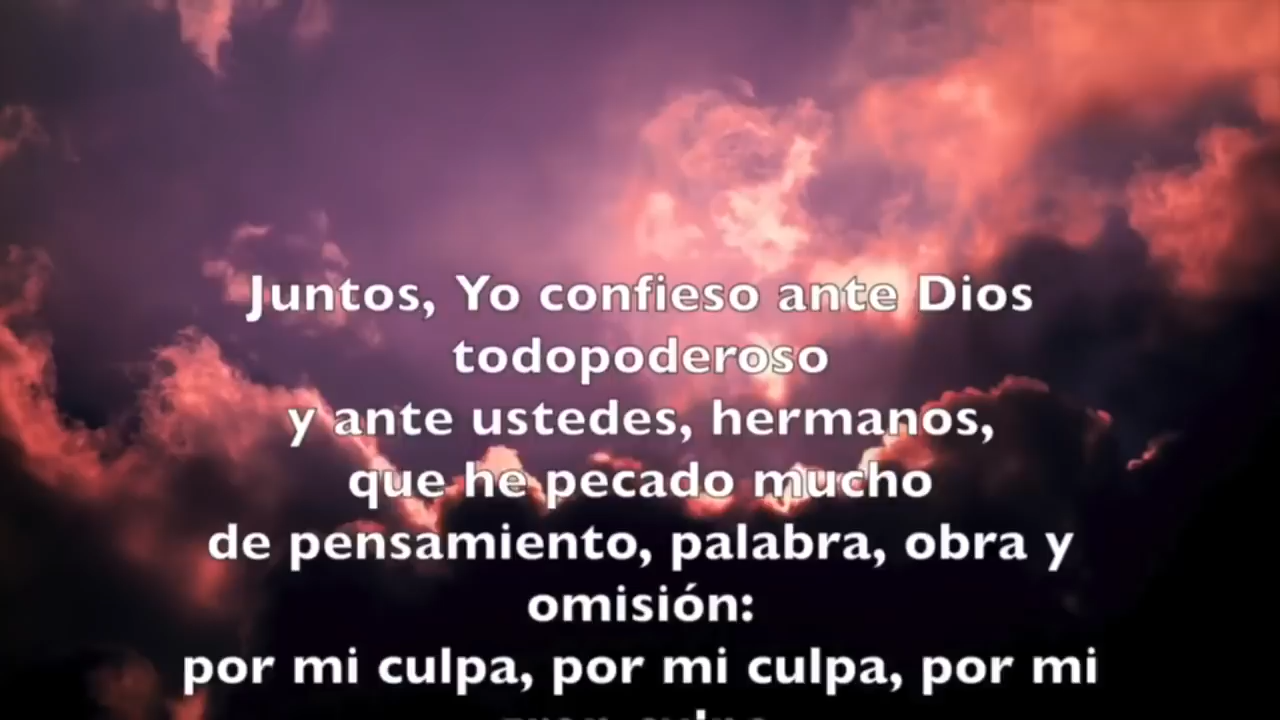 Juntos, Yo confieso ante Dios
todopoderoso
y ante ustedes, hermanos,
que he pecado mucho
de pensamiento, palabra, obra y
omisión:
por mi culpa, por mi culpa, por mi